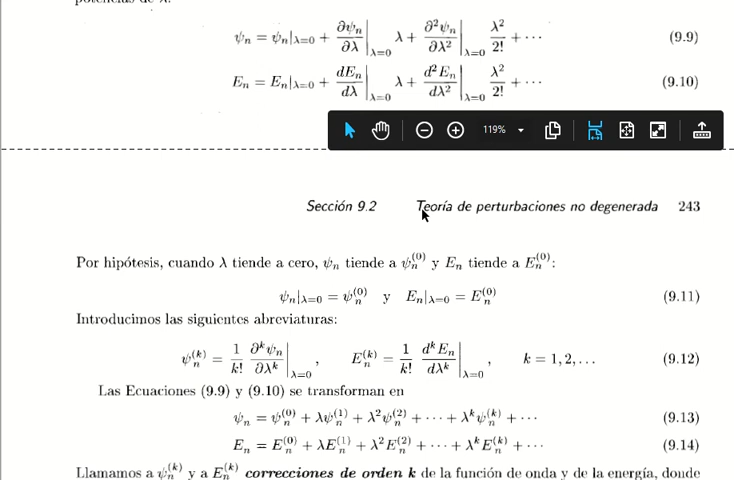 potencias de λ:
ψₙ = ψₙ|λ=0 + ∂ψₙ/∂λ|λ=0 λ + ∂²ψₙ/∂λ²|λ=0 λ²/2! + ··· (9.9)
Eₙ = Eₙ|λ=0 + dEₙ/dλ|λ=0 λ + d²Eₙ/dλ²|λ=0 λ²/2! + ··· (9.10)
119%
Sección 9.2 Teoría de perturbaciones no degenerada 243
Por hipótesis, cuando λ tiende a cero, ψₙ tiende a ψₙ⁽⁰⁾ y Eₙ tiende a Eₙ⁽⁰⁾:
ψₙ|λ=0 = ψₙ⁽⁰⁾ y Eₙ|λ=0 = Eₙ⁽⁰⁾ (9.11)
Introducimos las siguientes abreviaturas:
ψₙ⁽ᵏ⁾ = 1/k! ∂ᵏψₙ/∂λᵏ|λ=0 , Eₙ⁽ᵏ⁾ = 1/k! dᵏEₙ/dλᵏ|λ=0 , k = 1, 2, ... (9.12)
Las Ecuaciones (9.9) y (9.10) se transforman en
ψₙ = ψₙ⁽⁰⁾ + λψₙ⁽¹⁾ + λ²ψₙ⁽²⁾ + ··· + λᵏψₙ⁽ᵏ⁾ + ··· (9.13)
Eₙ = Eₙ⁽⁰⁾ + λEₙ⁽¹⁾ + λ²Eₙ⁽²⁾ + ··· + λᵏEₙ⁽ᵏ⁾ + ··· (9.14)
Llamamos a ψₙ⁽ᵏ⁾ y a Eₙ⁽ᵏ⁾ correcciones de orden k de la función de onda y de la energía, donde